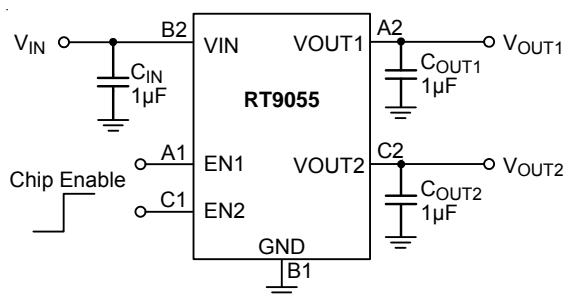 B2
A2
VIN
VIN
VOUT1
VOUT1
CIN
1μF
COUT1
1μF
RT9055
A1
EN1
C2
VOUT2
VOUT2
Chip Enable
C1
EN2
COUT2
1μF
GND
B1